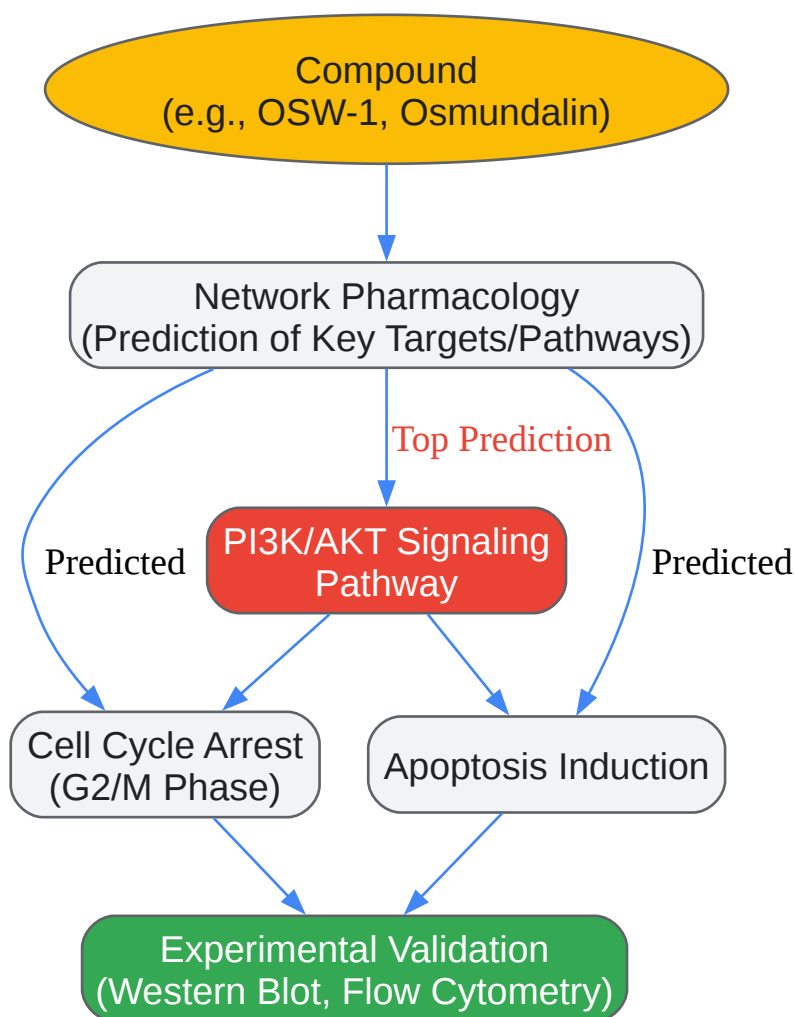 Compound
(e.g., OSW-1, Osmundalin)
Network Pharmacology
(Prediction of Key Targets/Pathways)
Top Prediction
PI3K/AKT Signaling
Pathway
Predicted
Predicted
Cell Cycle Arrest
(G2/M Phase)
Apoptosis Induction
Experimental Validation
(Western Blot, Flow Cytometry)